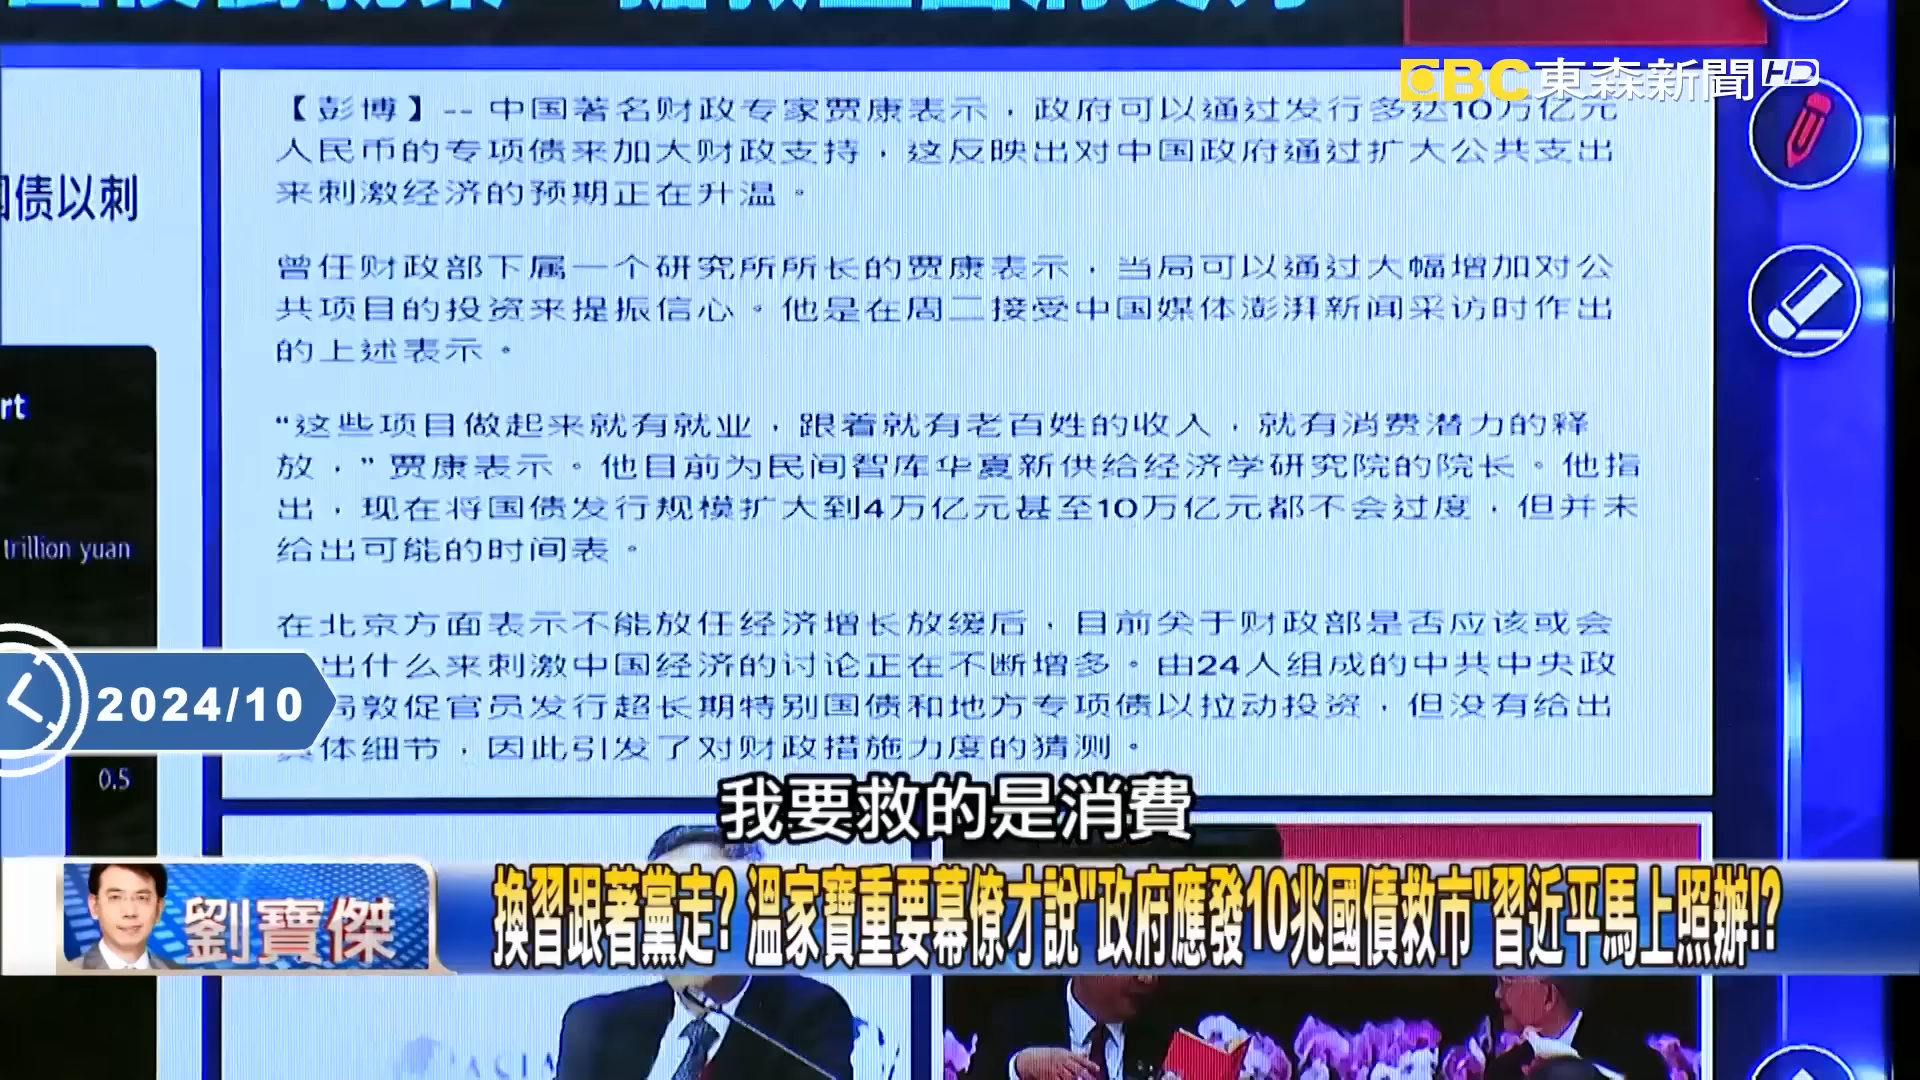 EBC 東森新聞 HD
【彭博】-- 中国著名财政专家贾康表示，政府可以通过发行多达10万亿元
人民币的专项债来加大财政支持，这反映出对中国政府通过扩大公共支出
来刺激经济的预期正在升温。
曾任财政部下属一个研究所所长的贾康表示，当局可以通过大幅增加对公
共项目的投资来提振信心。他是在周二接受中国媒体澎湃新闻采访时作出
的上述表示。
“这些项目做起来就有就业，跟着就有老百姓的收入，就有消费潜力的释
放，”贾康表示。他目前为民间智库华夏新供给经济学研究院的院长。他指
出，现在将国债发行规模扩大到4万亿元甚至10万亿元都不会过度，但并未
给出可能的时间表。
在北京方面表示不能放任经济增长放缓后，目前关于财政部是否应该或会
出什么来刺激中国经济的讨论正在不断增多。由24人组成的中共中央政
局敦促官员发行超长期特别国债和地方专项债以拉动投资，但没有给出
具体细节，因此引发了对财政措施力度的猜测。
债以刺
rt
trillion yuan
2024/10
0.5
我要救的是消費
劉寶傑
換習跟著黨走? 溫家寶重要幕僚才說"政府應發10兆國債救市"習近平馬上照辦!?
ASIA